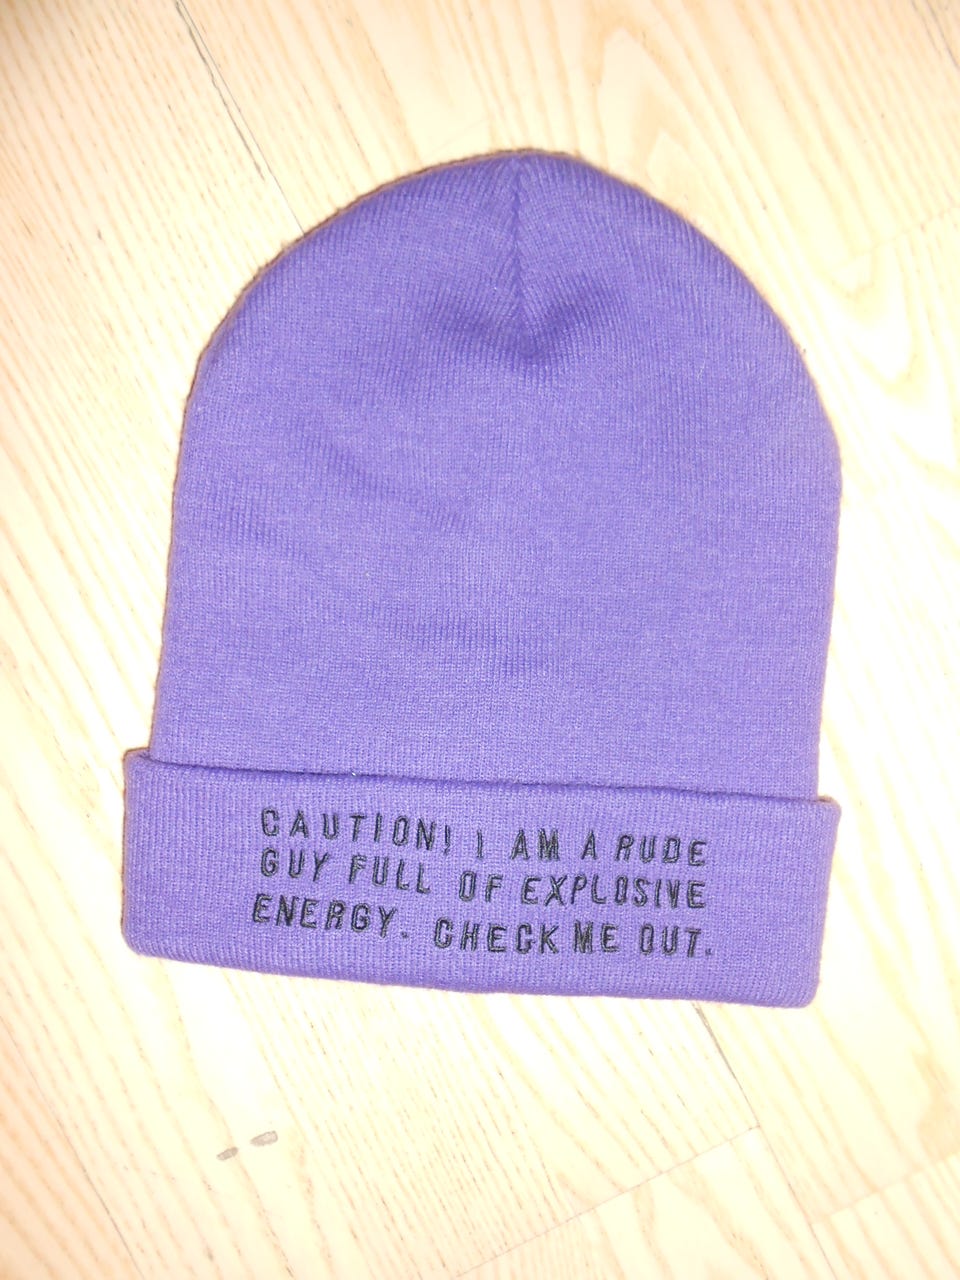 CAUTION! I AM A RUDE
GUY FULL OF EXPLOSIVE
ENERGY. CHECK ME OUT.